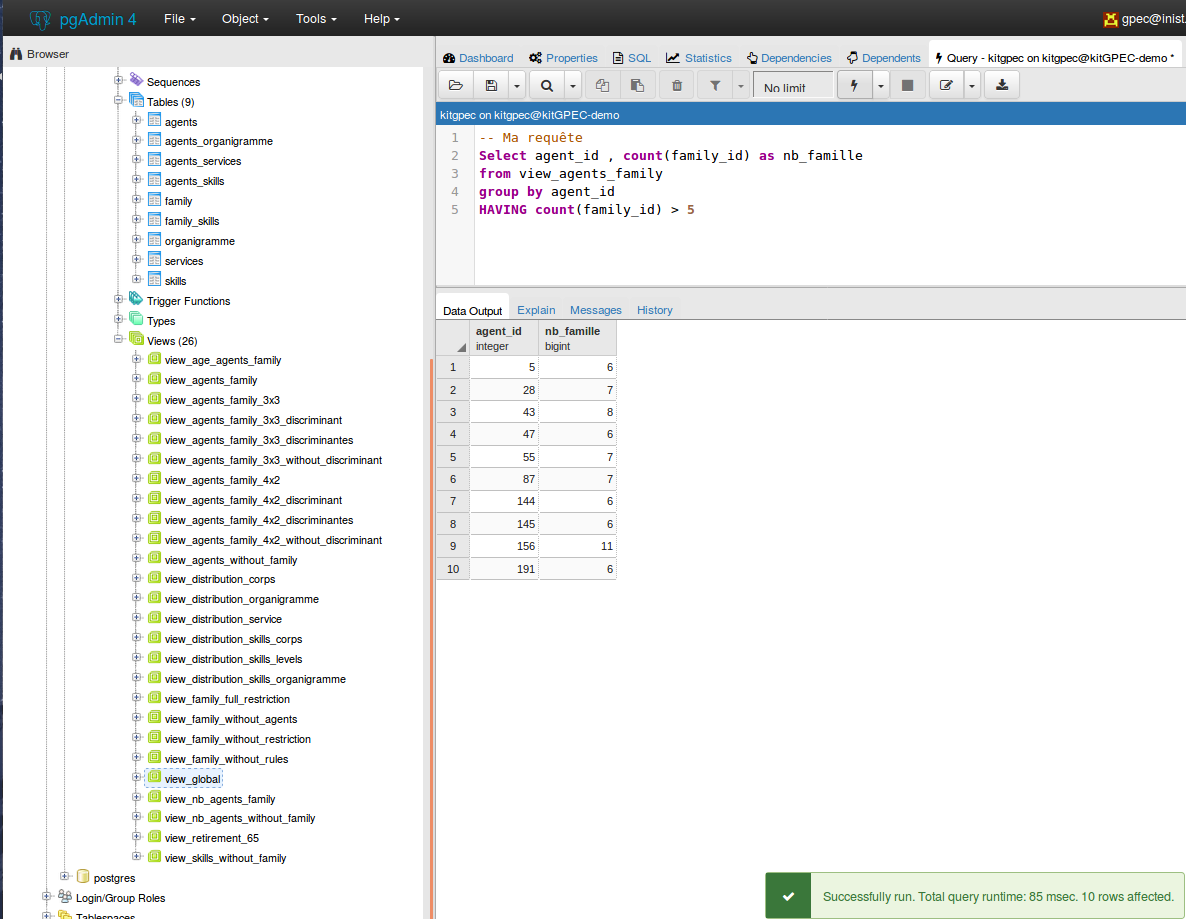 pgAdmin 4 File Object Tools Help gpec@inist.
Browser
Sequences
Tables (9)
agents
agents_organigramme
agents_services
agents_skills
family
family_skills
organigramme
services
skills
Trigger Functions
Types
Views (26)
view_age_agents_family
view_agents_family
view_agents_family_3x3
view_agents_family_3x3_discriminant
view_agents_family_3x3_discriminantes
view_agents_family_3x3_without_discriminant
view_agents_family_4x2
view_agents_family_4x2_discriminant
view_agents_family_4x2_discriminantes
view_agents_family_4x2_without_discriminant
view_agents_without_family
view_distribution_corps
view_distribution_organigramme
view_distribution_service
view_distribution_skills_corps
view_distribution_skills_levels
view_distribution_skills_organigramme
view_family_full_restriction
view_family_without_agents
view_family_without_restriction
view_family_without_rules
view_global
view_nb_agents_family
view_nb_agents_without_family
view_retirement_65
view_skills_without_family
postgres
Login/Group Roles
Tablespaces
Dashboard Properties SQL Statistics Dependencies Dependents Query - kitgpec on kitgpec@kitGPEC-demo *
No limit
kitgpec on kitgpec@kitGPEC-demo
1 -- Ma requête
2 Select agent_id , count(family_id) as nb_famille
3 from view_agents_family
4 group by agent_id
5 HAVING count(family_id) > 5
Data Output Explain Messages History
agent_id nb_famille
integer bigint
1 5 6
2 28 7
3 43 8
4 47 6
5 55 7
6 87 7
7 144 6
8 145 6
9 156 11
10 191 6
Successfully run. Total query runtime: 85 msec. 10 rows affected.